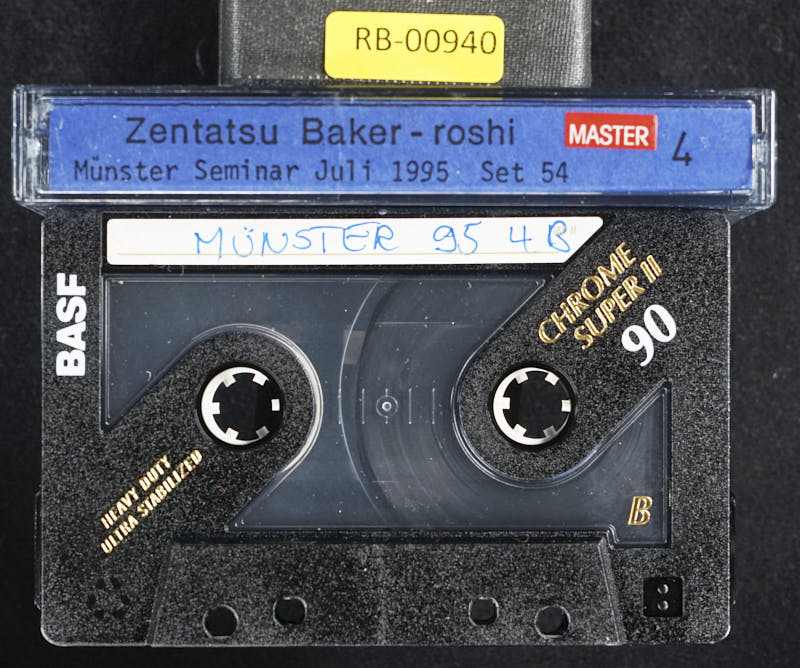 RB-00940
Zentatsu Baker-roshi
MASTER
4
Münster Seminar Juli 1995 Set 54
MÜNSTER 95 4B
BASF
CHROME
SUPER II
90
HEAVY DUTY
ULTRA STABILIZED
B